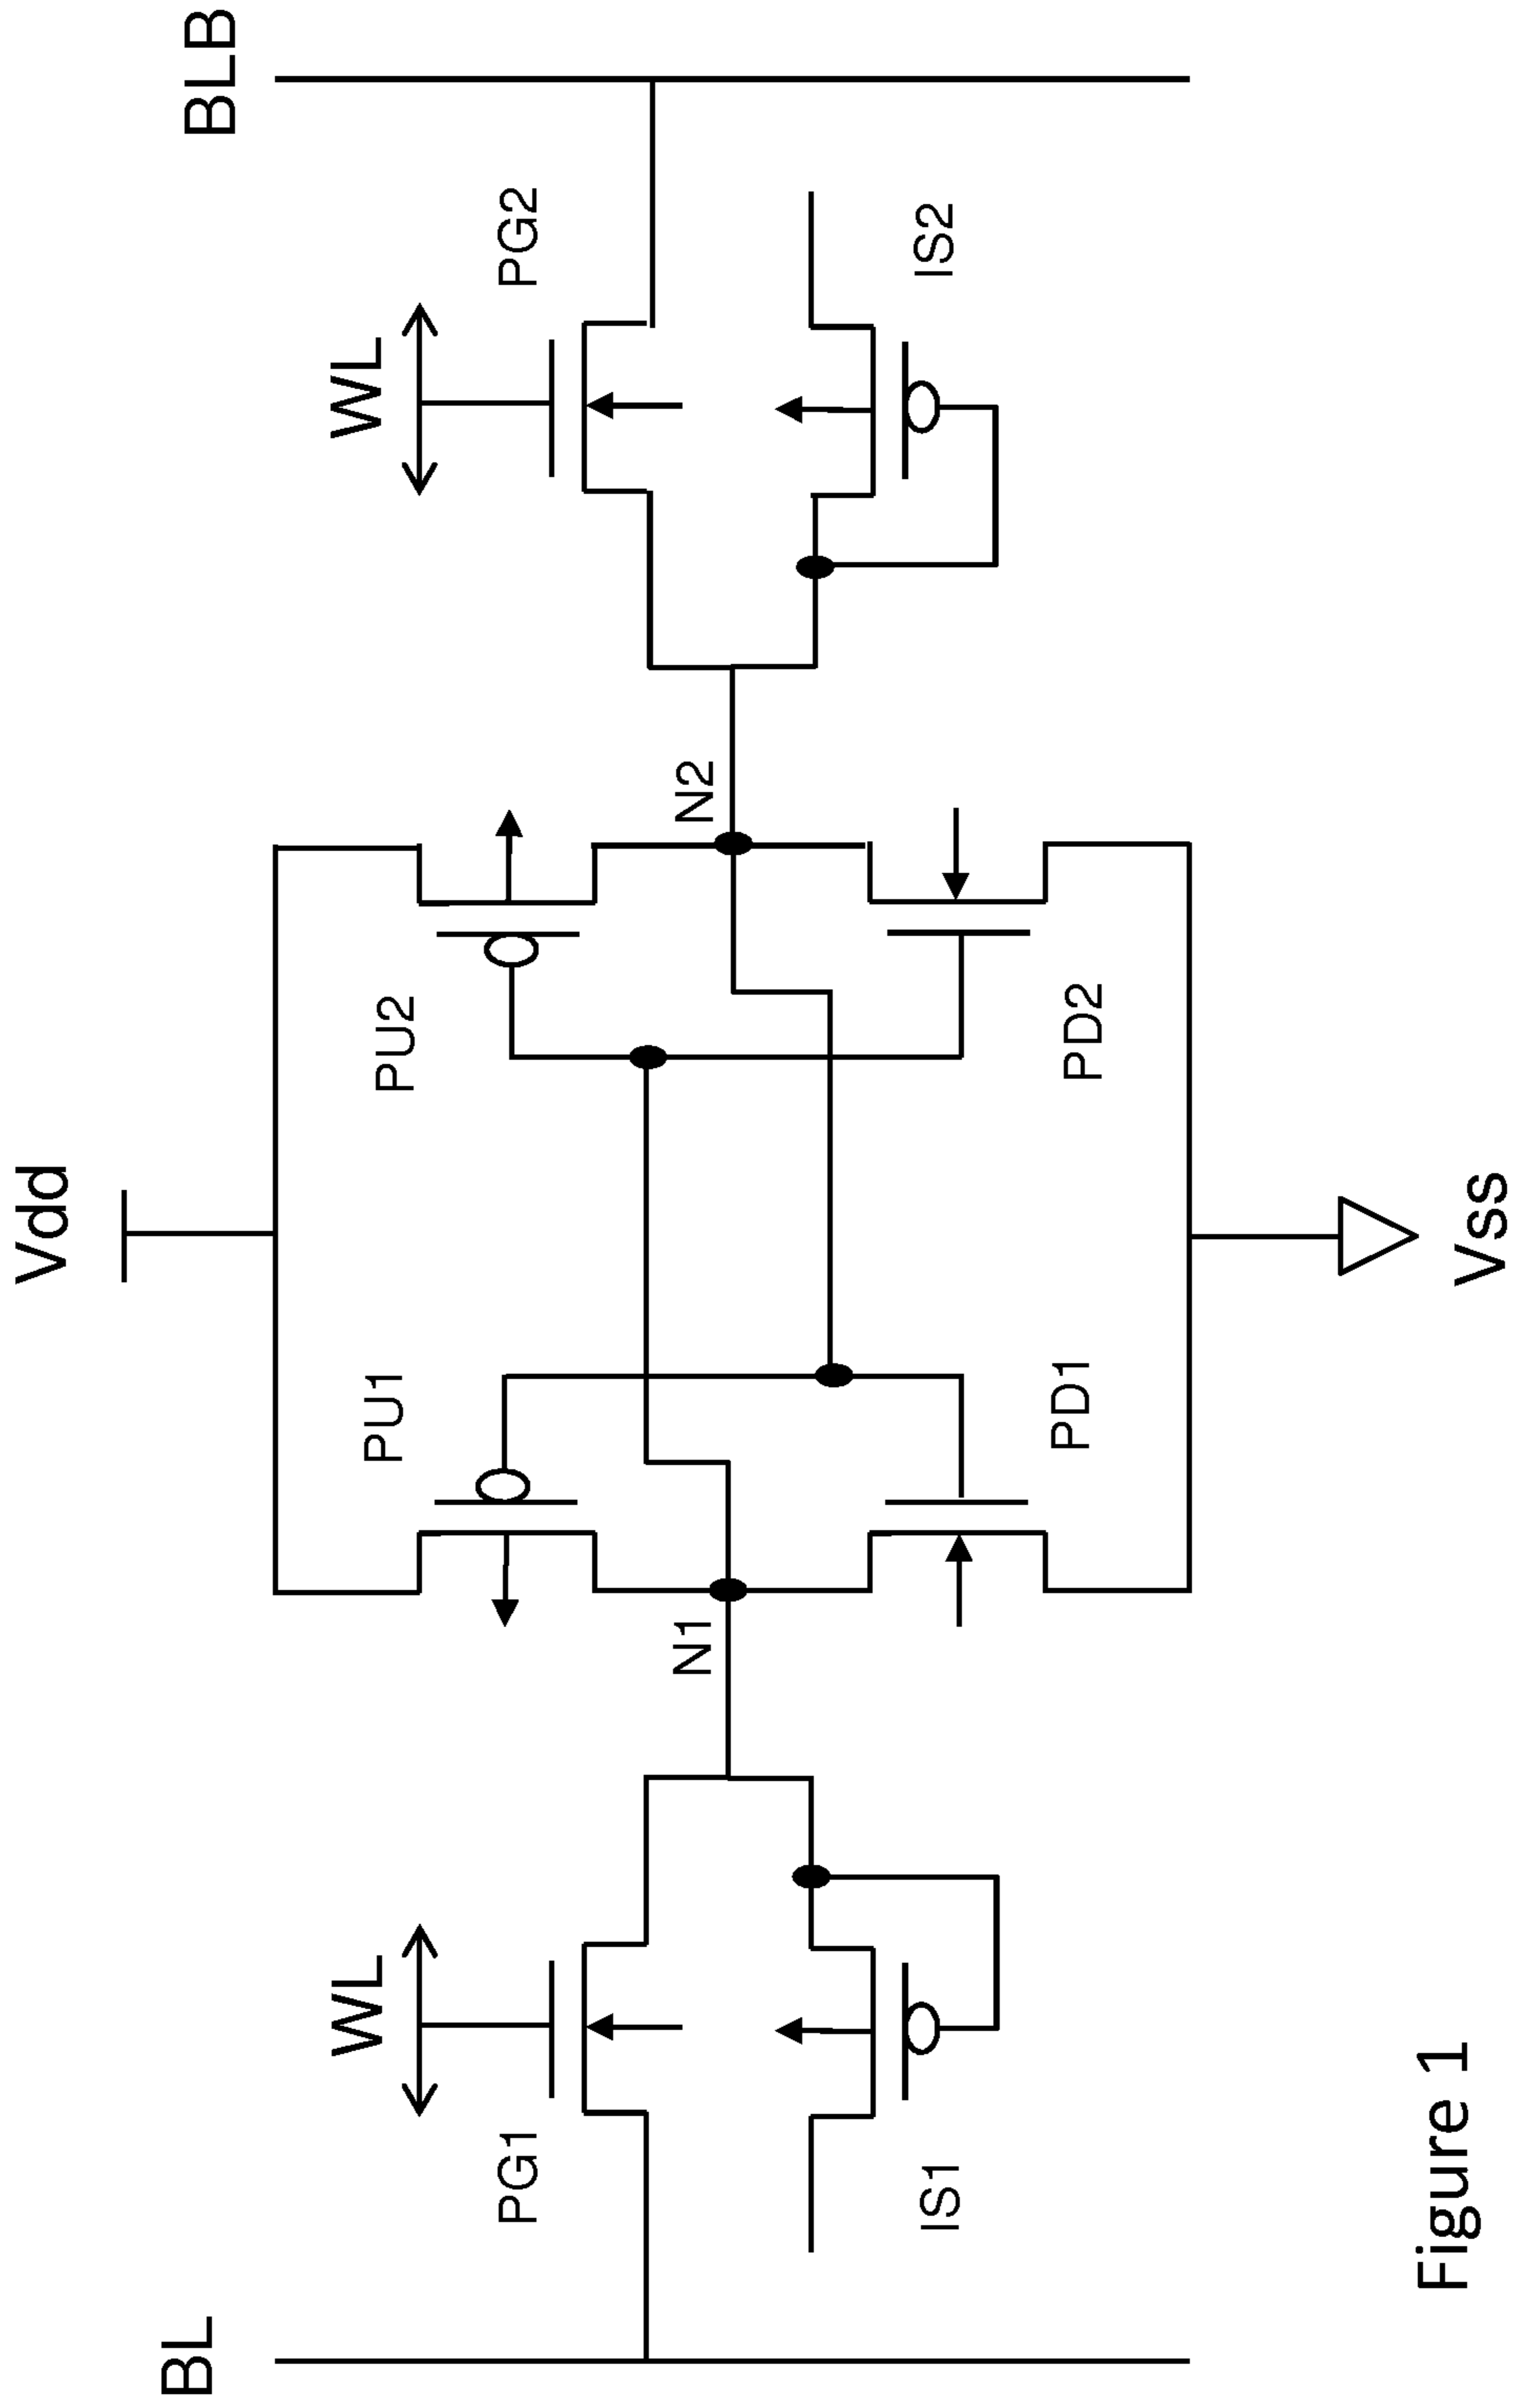 Vdd
BL
BLB
WL
WL
PU1
PU2
PG1
PG2
N1
N2
IS1
IS2
PD1
PD2
Vss
Figure 1